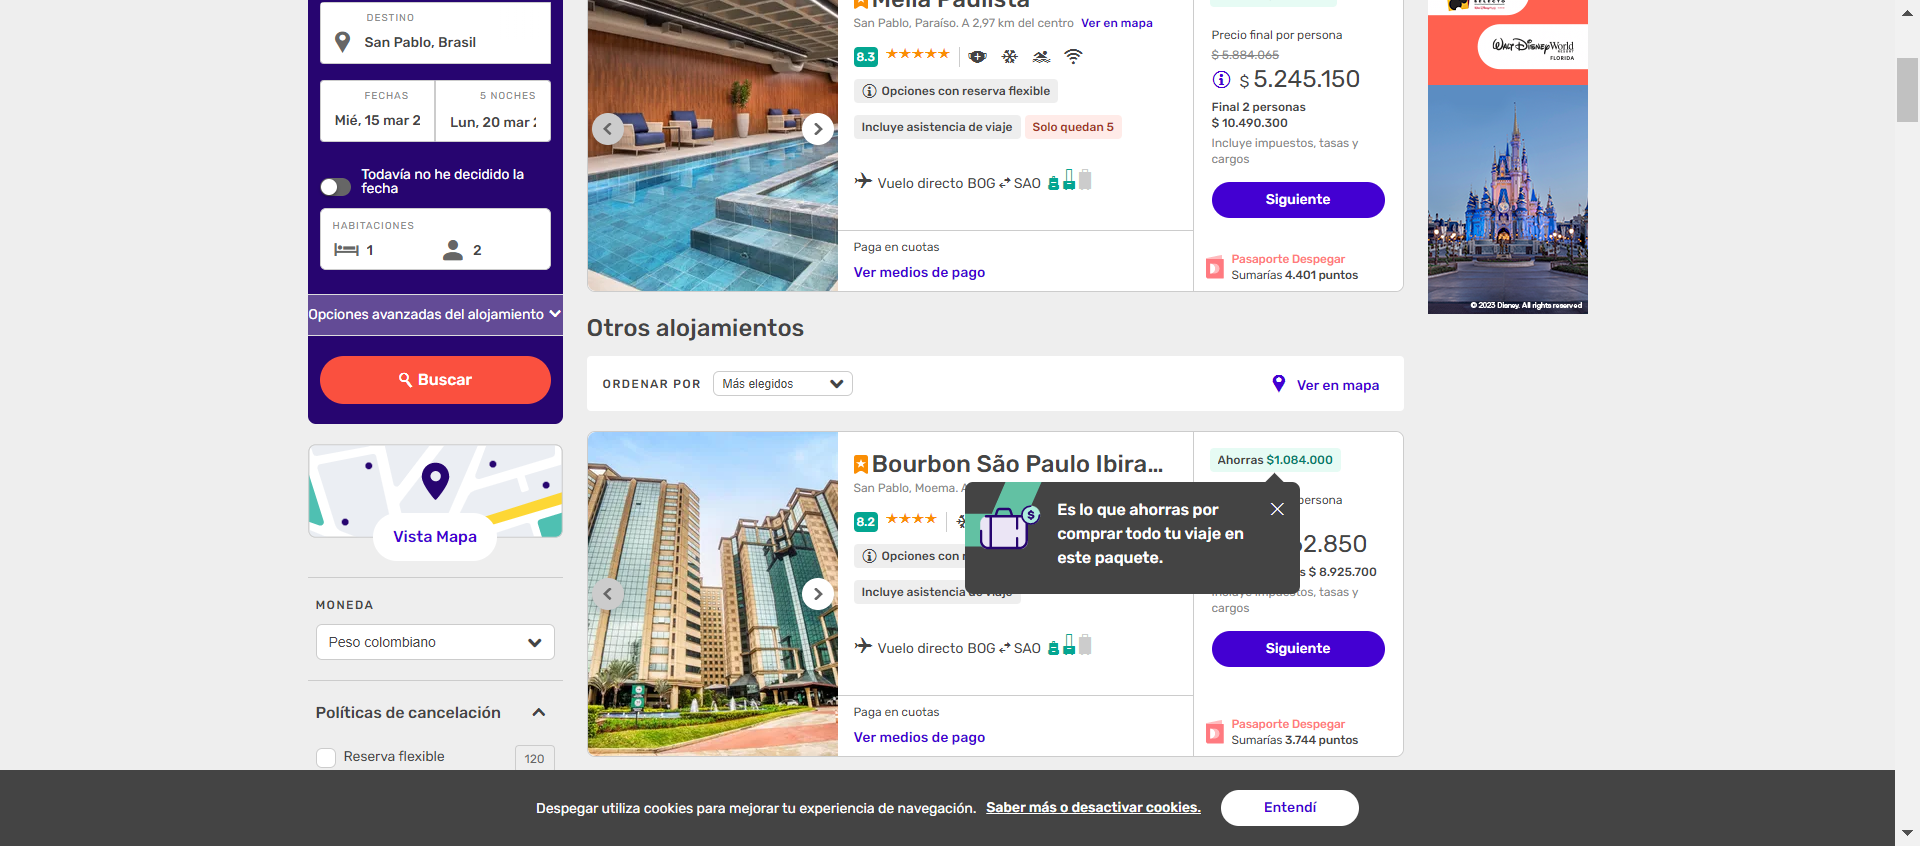 DESTINO
San Pablo, Brasil
FECHAS
5 NOCHES
Mié, 15 mar 2
Lun, 20 mar
Todavía no he decidido la
fecha
HABITACIONES
1
2
Opciones avanzadas del alojamiento
Buscar
Vista Mapa
MONEDA
Peso colombiano
Políticas de cancelación
Reserva flexible
120
Meliá Paulista
San Pablo, Paraíso. A 2,97 km del centro Ver en mapa
8.3
Opciones con reserva flexible
Incluye asistencia de viaje
Solo quedan 5
Vuelo directo BOG SAO
Paga en cuotas
Ver medios de pago
Precio final por persona
$ 5.884.065
$ 5.245.150
Final 2 personas
$ 10.490.300
Incluye impuestos, tasas y
cargos
Siguiente
Pasaporte Despegar
Sumarías 4.401 puntos
Otros alojamientos
ORDENAR POR
Más elegidos
Ver en mapa
Bourbon São Paulo Ibira...
San Pablo, Moema. A
8.2
Opciones con
Incluye asistencia de viaje
Vuelo directo BOG SAO
Paga en cuotas
Ver medios de pago
Ahorras $1.084.000
persona
Es lo que ahorras por
comprar todo tu viaje en
este paquete.
2.850
s $ 8.925.700
Incluye impuestos, tasas y
cargos
Siguiente
Pasaporte Despegar
Sumarías 3.744 puntos
SELECTO
Walt Disney World
RESORT
FLORIDA
© 2023 Disney. All rights reserved
Despegar utiliza cookies para mejorar tu experiencia de navegación. Saber más o desactivar cookies.
Entendí